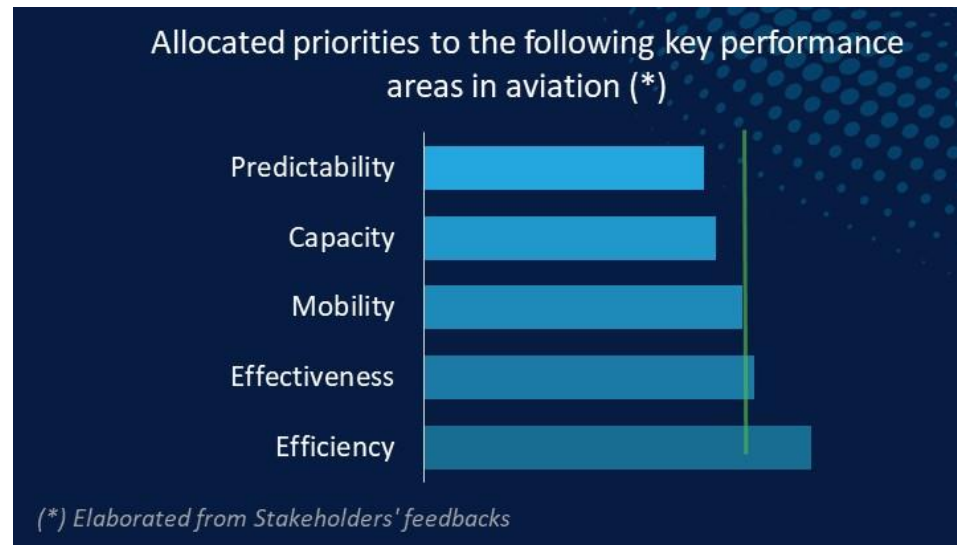 Allocated priorities to the following key performance
areas in aviation (*)
Predictability
Capacity
Mobility
Effectiveness
Efficiency
(*) Elaborated from Stakeholders' feedbacks